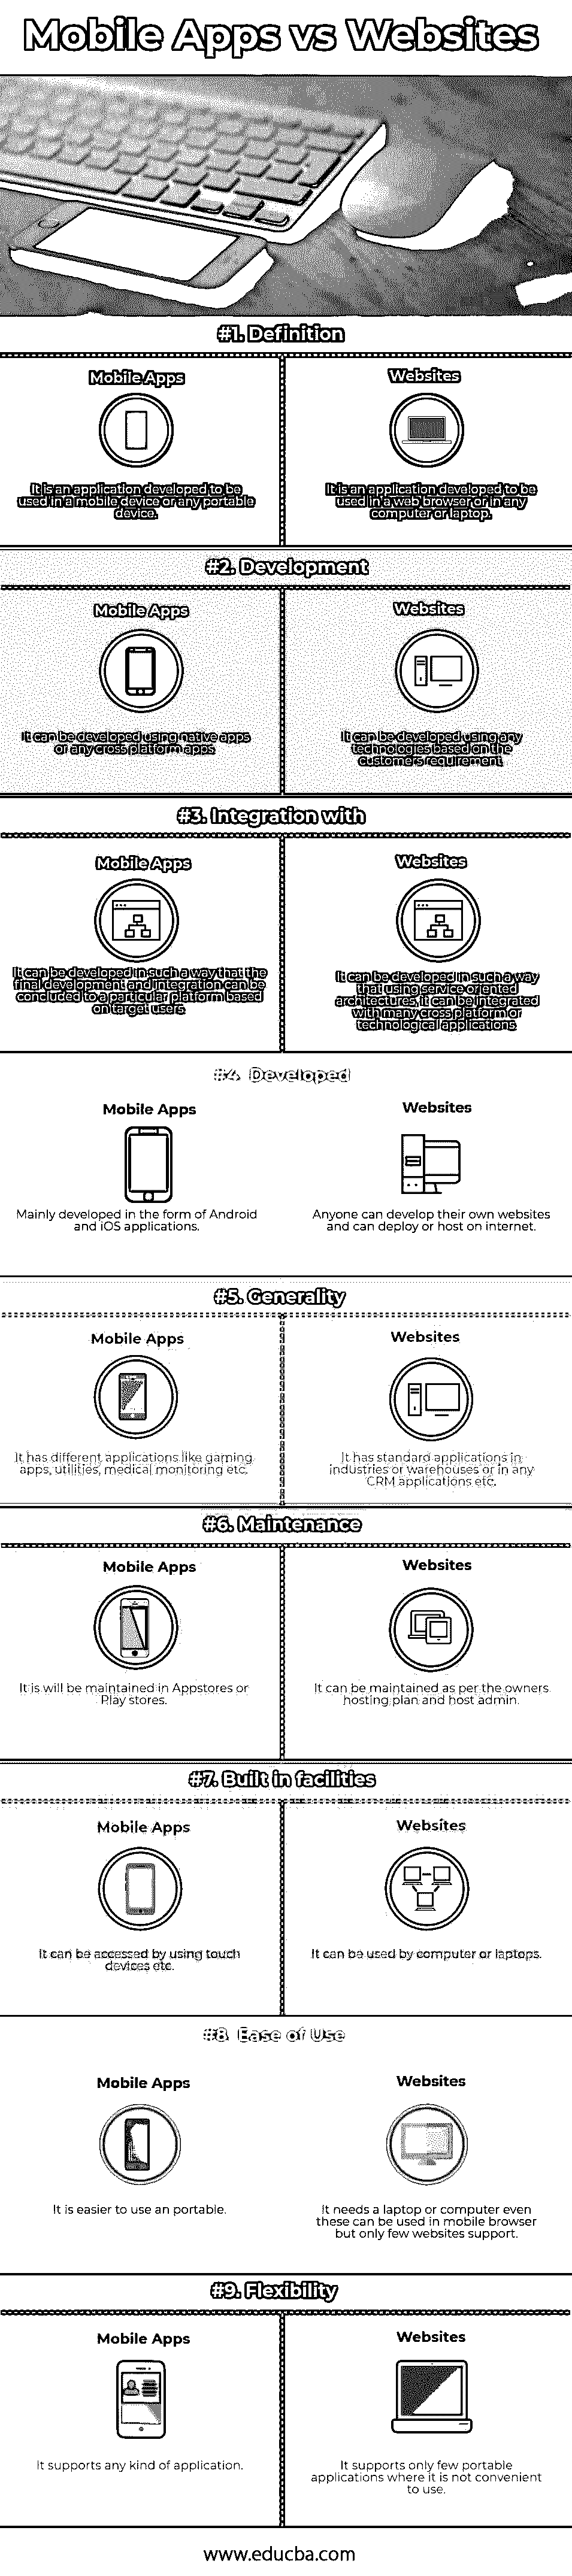 Mobile Apps vs Websites
#1. Definition
Mobile Apps
Websites
It is an application developed to be
used in a mobile device or any portable
device.
It is an application developed to be
used in a web browser or in any
computer or laptop.
#2. Development
Mobile Apps
Websites
It can be developed using native apps
or any cross platform apps.
It can be developed using any
technologies based on the
customers requirement.
#3. Integration with
Mobile Apps
Websites
It can be developed in such a way that the
final development and integration can be
concluded to a particular platform based
on target users.
It can be developed in such a way
that using service oriented
architectures, it can be integrated
with many cross platform or
technological applications.
#4. Developed
Mobile Apps
Websites
Mainly developed in the form of Android
and iOS applications.
Anyone can develop their own websites
and can deploy or host on internet.
#5. Generality
Mobile Apps
Websites
It has different applications like gaming
apps, utilities, medical monitoring etc.
It has standard applications in
industries or warehouses or in any
CRM applications etc.
#6. Maintenance
Mobile Apps
Websites
It is will be maintained in Appstores or
Play stores.
It can be maintained as per the owners
hosting plan and host admin.
#7. Built in facilities
Mobile Apps
Websites
It can be accessed by using touch
devices etc.
It can be used by computer or laptops.
#8. Ease of Use
Mobile Apps
Websites
It is easier to use an portable.
It needs a laptop or computer even
these can be used in mobile browser
but only few websites support.
#9. Flexibility
Mobile Apps
Websites
It supports any kind of application.
It supports only few portable
applications where it is not convenient
to use.
www.educba.com